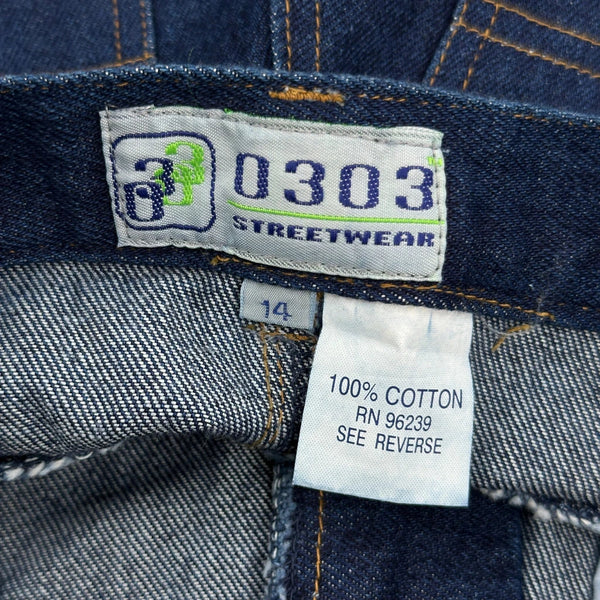 0303
STREETWEAR
14
100% COTTON
RN 96239
SEE REVERSE